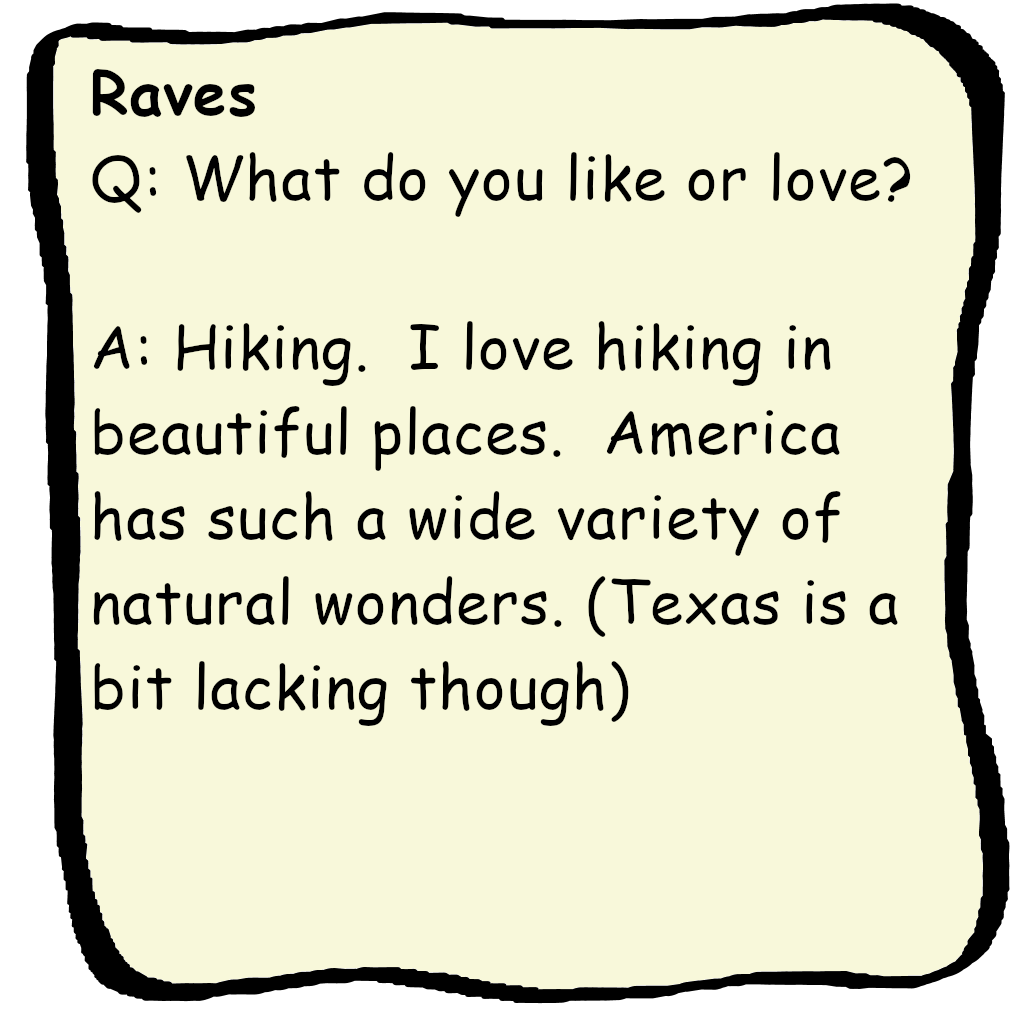 Raves
Q: What do you like or love?
A: Hiking.  I love hiking in
beautiful places.  America
has such a wide variety of
natural wonders. (Texas is a
bit lacking though)